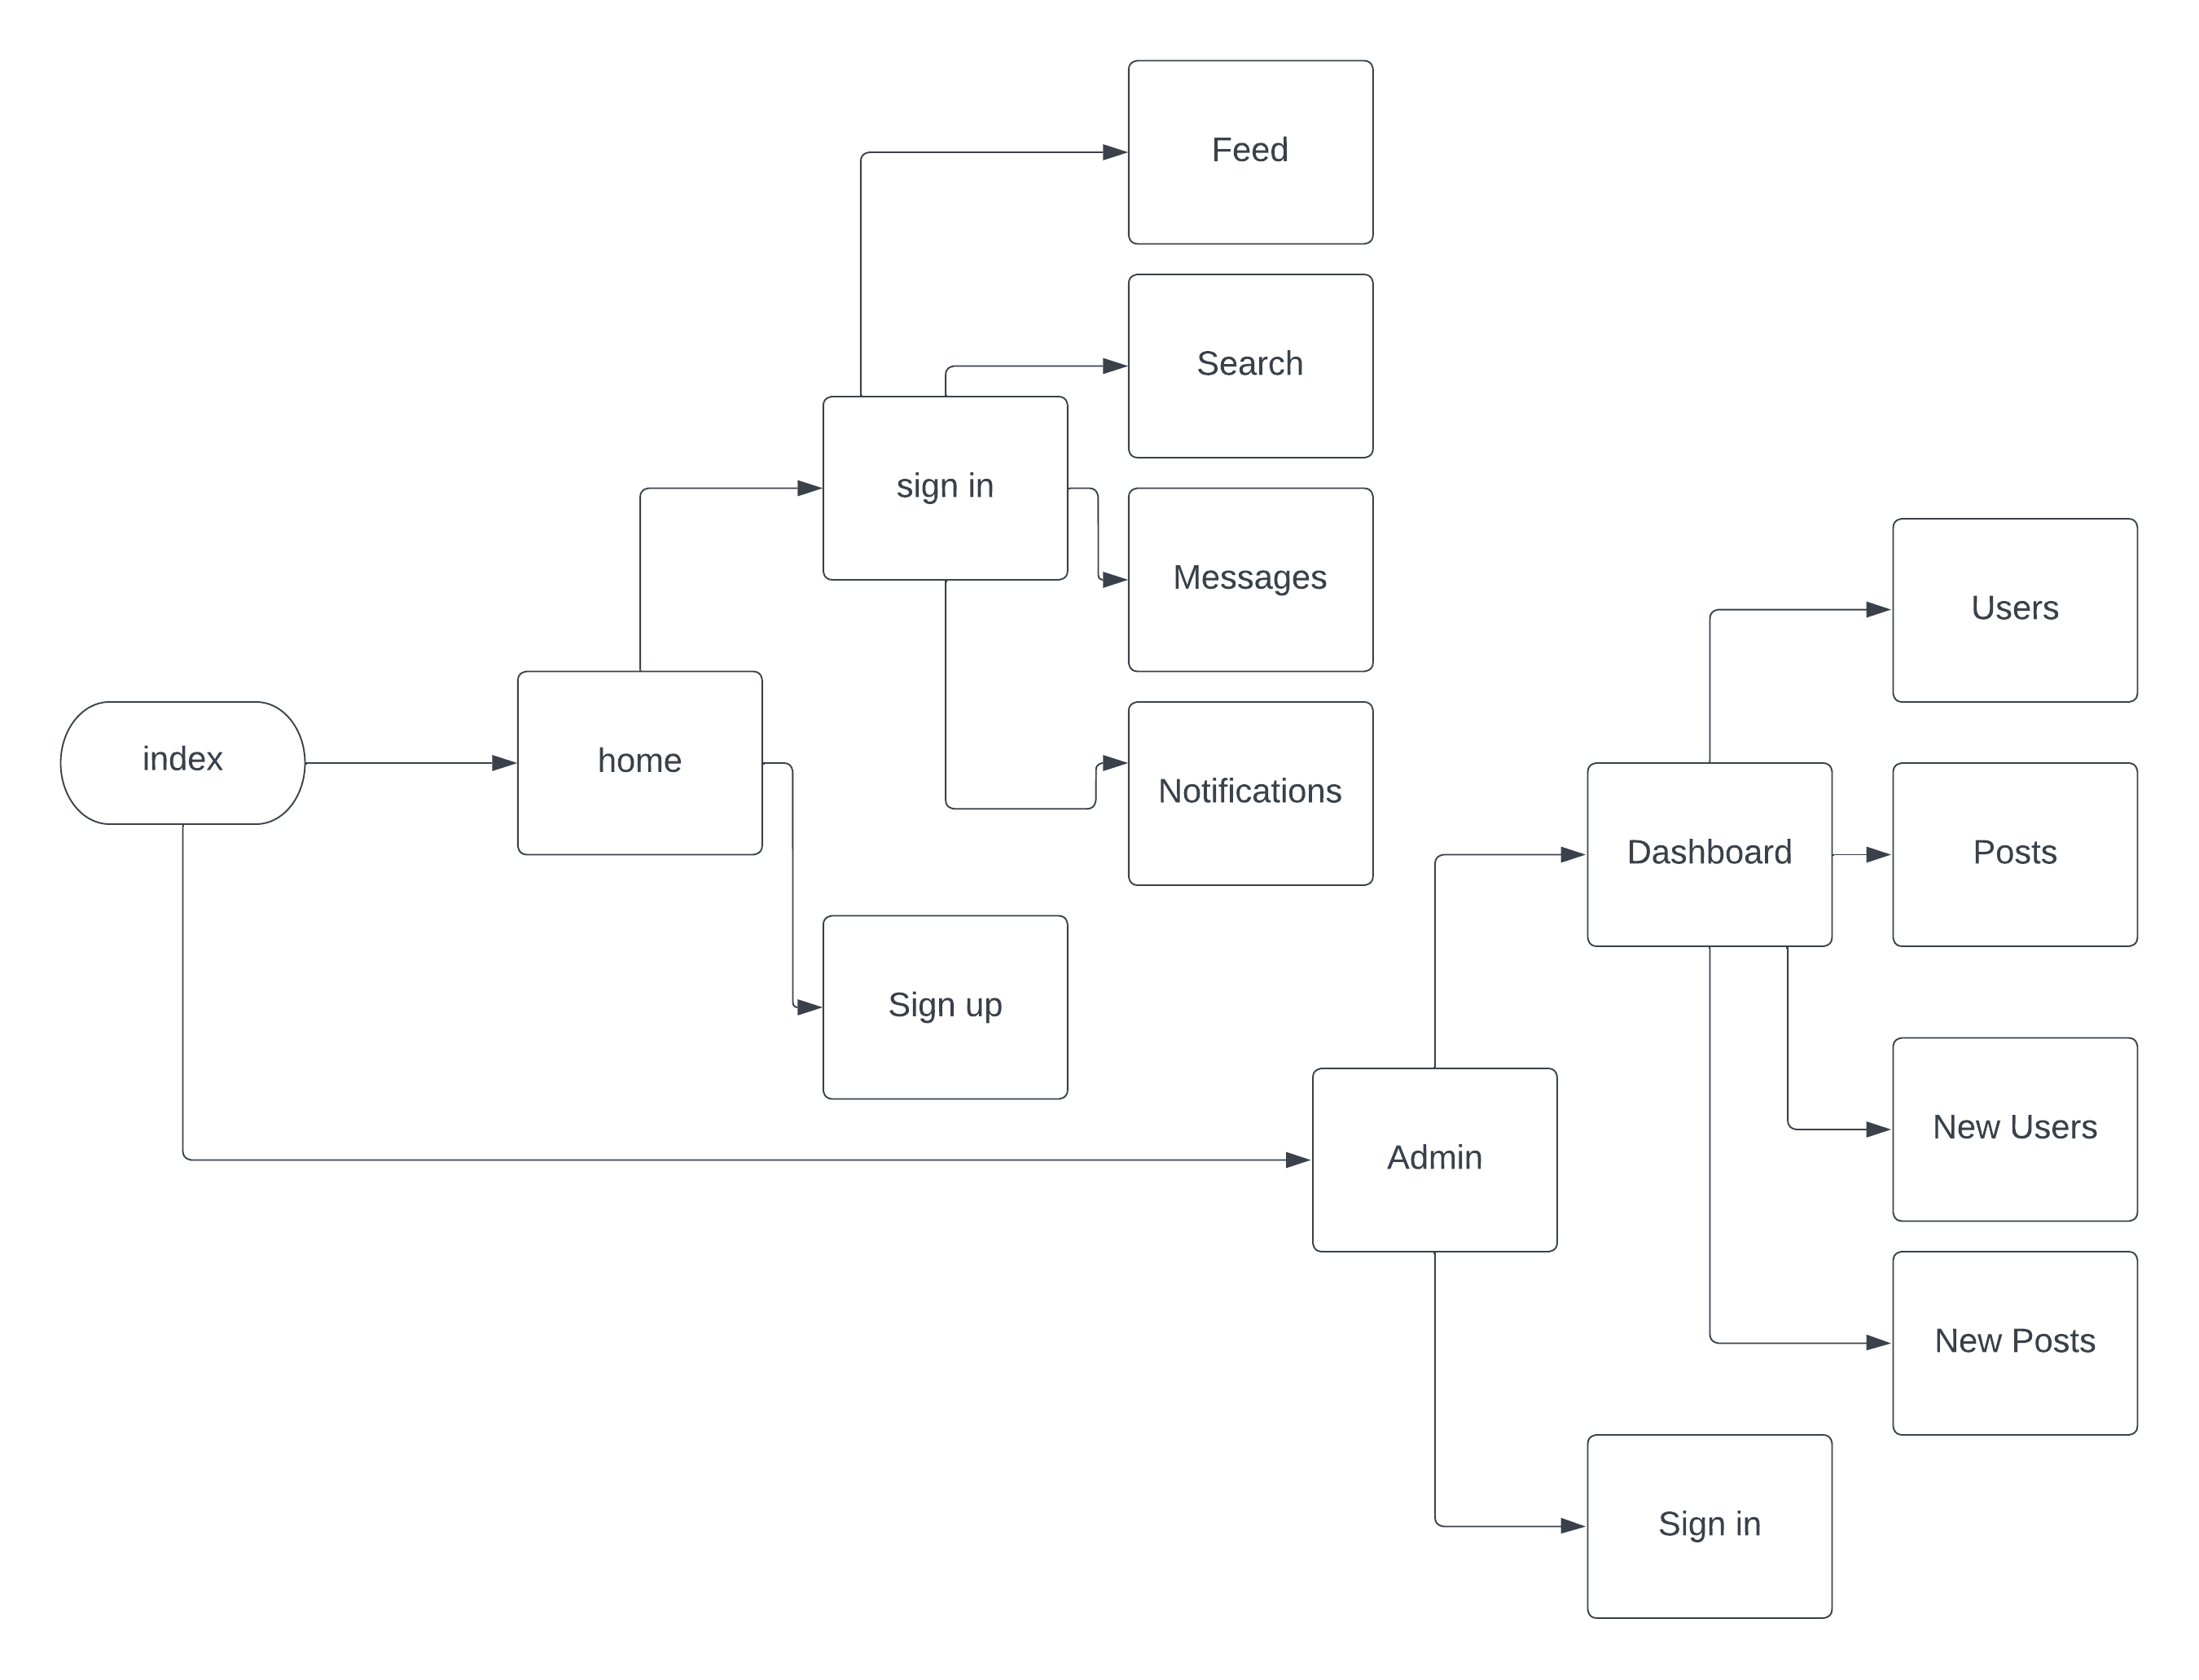 Feed
Search
sign in
Messages
Users
index
home
Notifications
Dashboard
Posts
Sign up
Admin
New Users
New Posts
Sign in